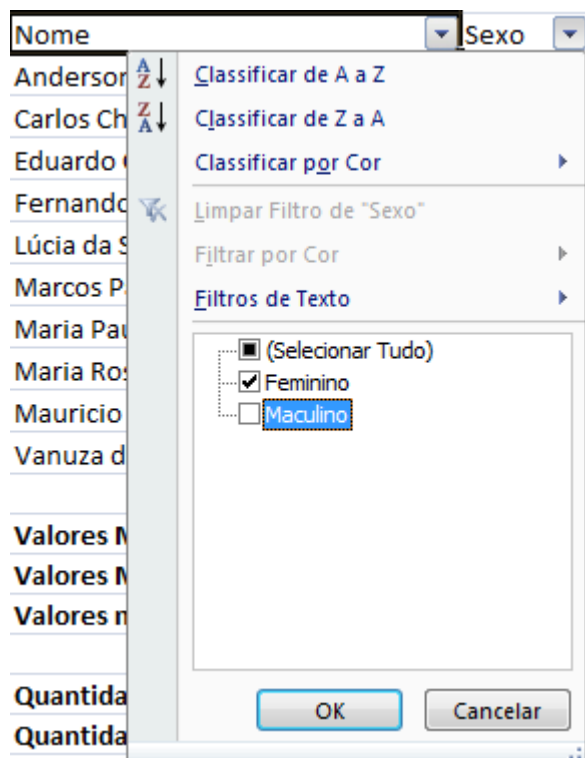 Nome Sexo
Anderson
Carlos Ch
Eduardo
Fernando
Lúcia da S
Marcos P
Maria Pau
Maria Ros
Mauricio
Vanuza d
Valores
Valores
Valores
Quantida
Quantida
A Z Classificar de A a Z
Z A Classificar de Z a A
Classificar por Cor
Limpar Filtro de "Sexo"
Filtrar por Cor
Filtros de Texto
(Selecionar Tudo)
Feminino
Maculino
OK Cancelar